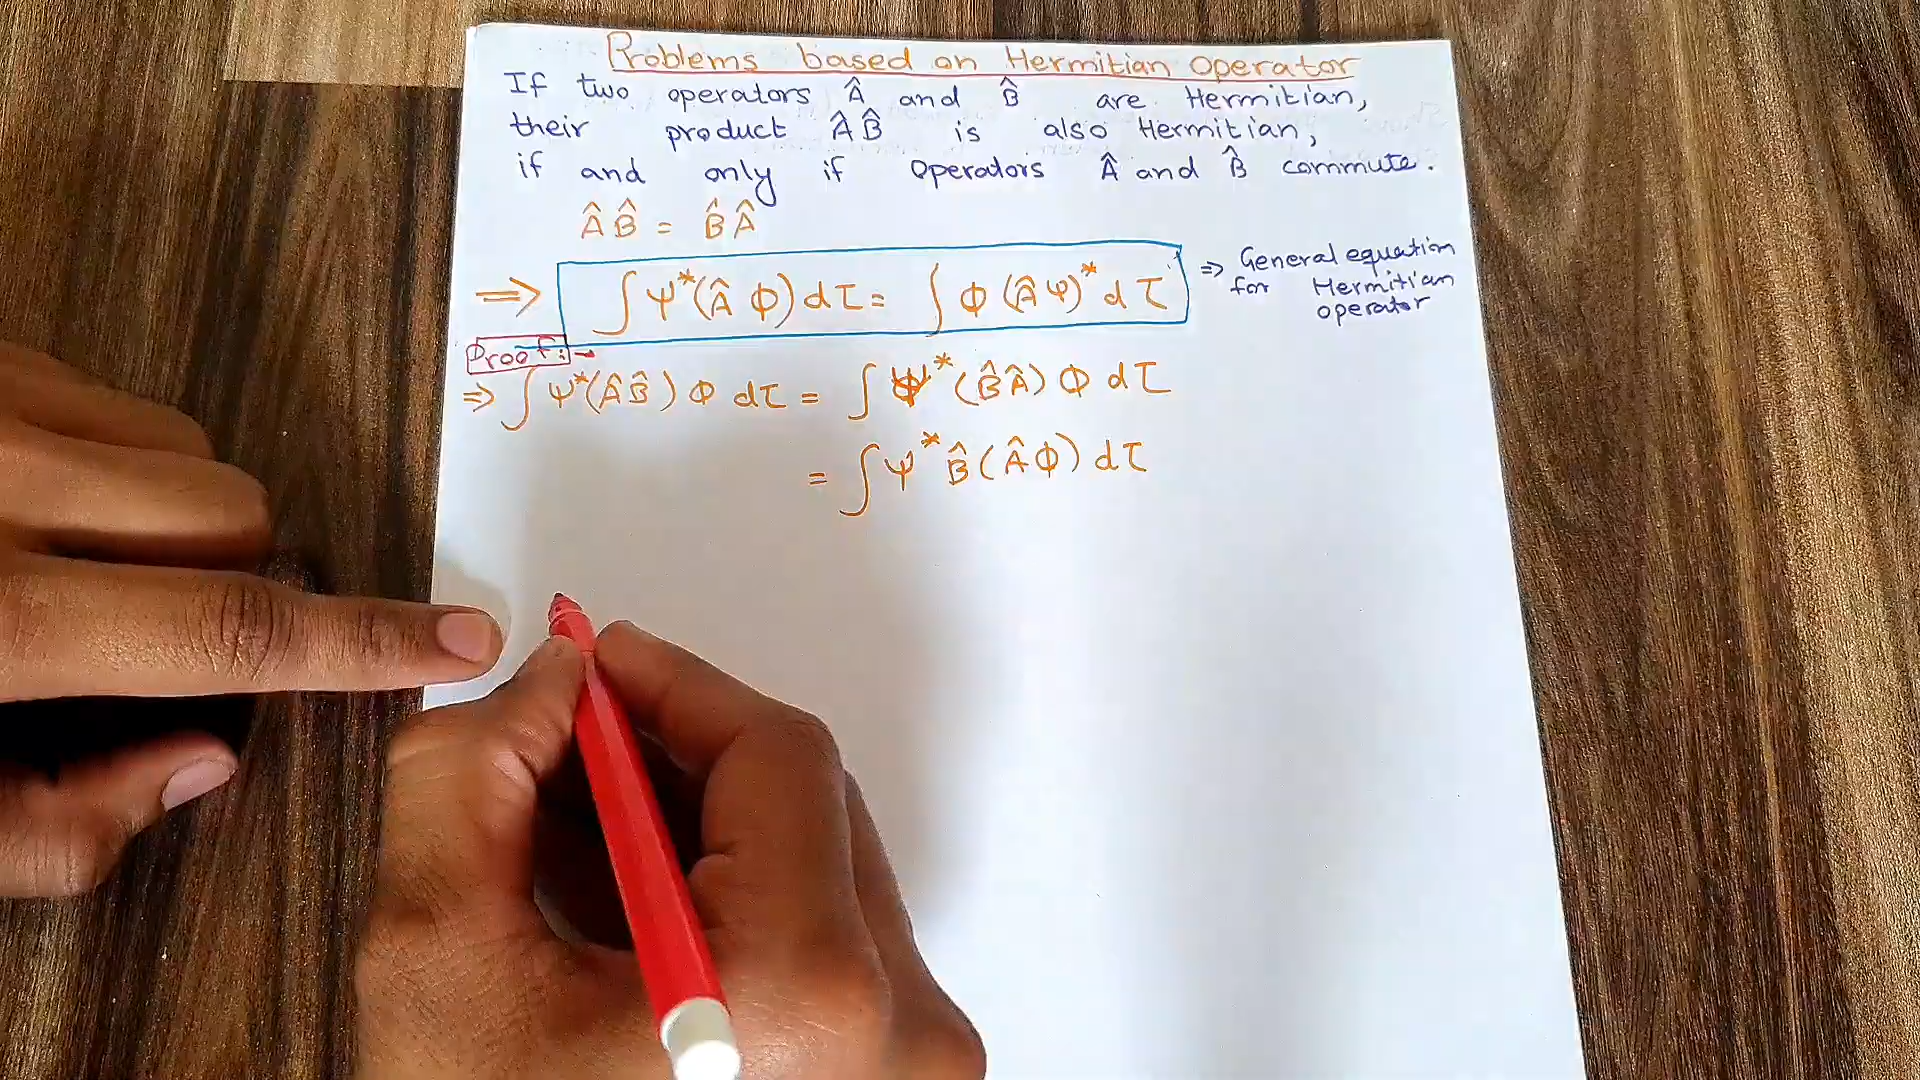 Problems based on Hermitian Operator
If two operators Â and B̂ are Hermitian,
their product ÂB̂ is also Hermitian,
if and only if Operators Â and B̂ commute.
ÂB̂ = B̂Â
⇒ ∫ψ*(Â ϕ)dτ = ∫ ϕ (Âψ)* dτ
⇒ General equation
for Hermitian
operator
Proof:-
⇒ ∫ψ*(ÂB̂) ϕ dτ = ∫ψ* (B̂Â) ϕ dτ
= ∫ψ* B̂(Âϕ) dτ